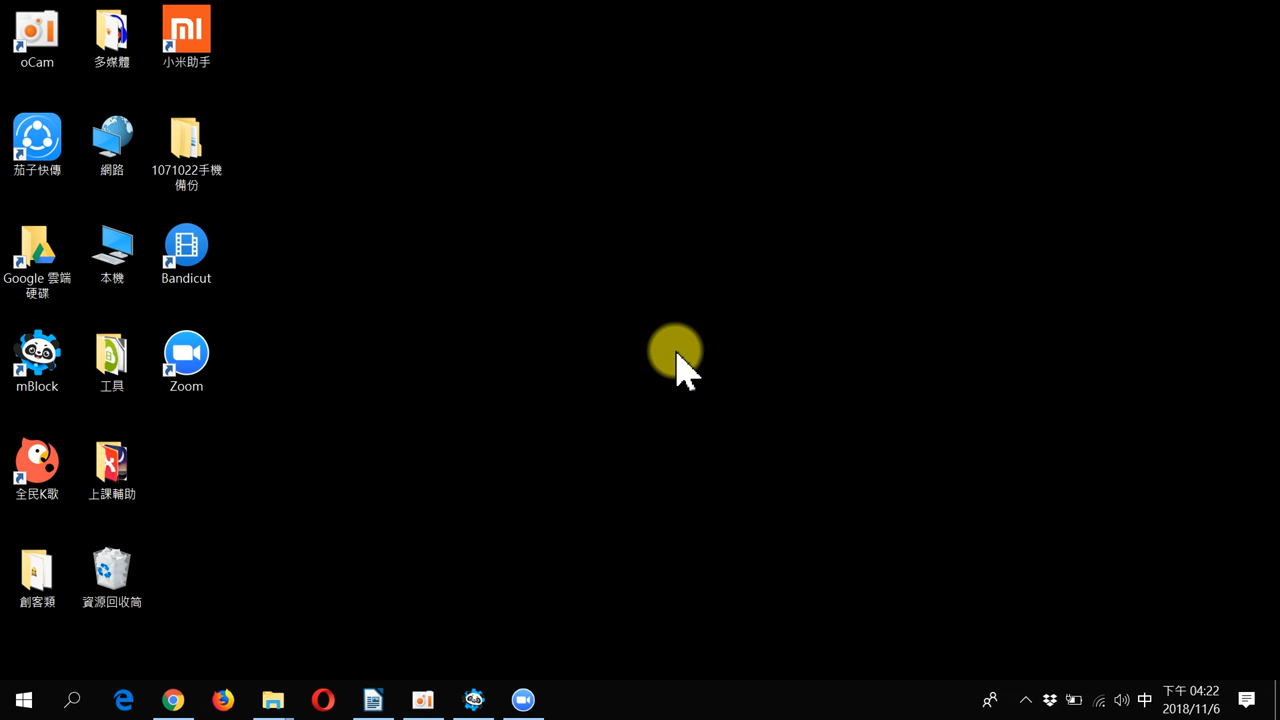 oCam
多媒體
小米助手
茄子快傳
網路
1071022手機
備份
Google 雲端
硬碟
本機
Bandicut
mBlock
工具
Zoom
全民K歌
上課輔助
創客類
資源回收筒
中
下午 04:22
2018/11/6